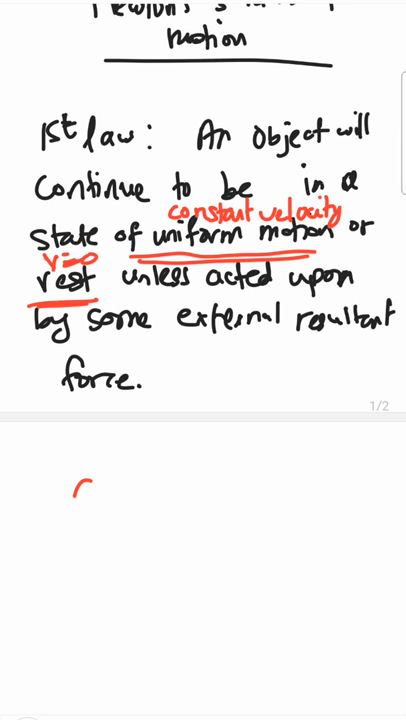 motion
1st law: An object will
continue to be in a
constant velocity
state of uniform motion or
v=0
rest unless acted upon
by some external resultant
force.
1/2